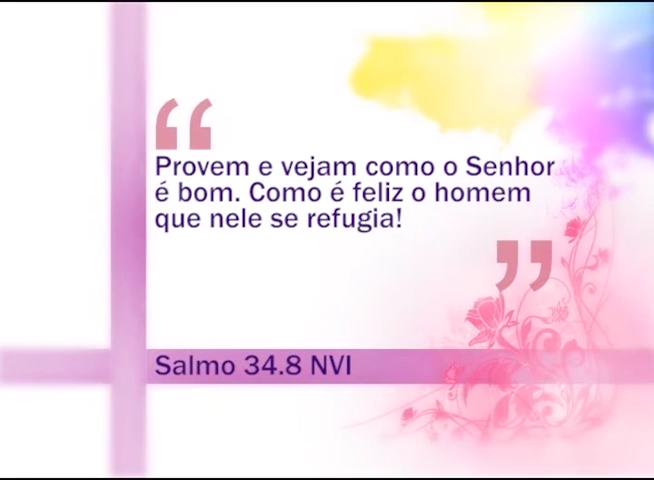 “
Provem e vejam como o Senhor
é bom. Como é feliz o homem
que nele se refugia!
”
Salmo 34.8 NVI